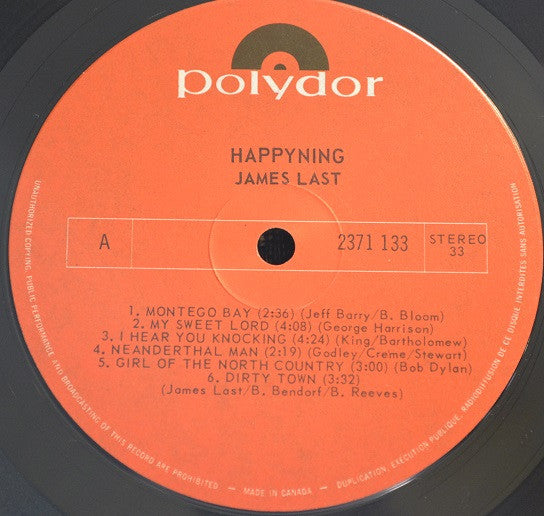 polydor
HAPPYNING
JAMES LAST
A 2371 133 STEREO
33
1. MONTEGO BAY (2:36) (Jeff Barry/B. Bloom)
2. MY SWEET LORD (4:08) (George Harrison)
3. I HEAR YOU KNOCKING (4:24) (King/Bartholomew)
4. NEANDERTHAL MAN (2:19) (Godley/Creme/Stewart)
5. GIRL OF THE NORTH COUNTRY (3:00) (Bob Dylan)
6. DIRTY TOWN (3:32)
(James Last/B. Bendorf/B. Reeves)
UNAUTHORIZED COPYING, PUBLIC PERFORMANCE AND BROADCASTING OF THIS RECORD ARE PROHIBITED - MADE IN CANADA - DUPLICATION, EXÉCUTION PUBLIQUE, RADIODIFFUSION DE CE DISQUE INTERDITES SANS AUTORISATION